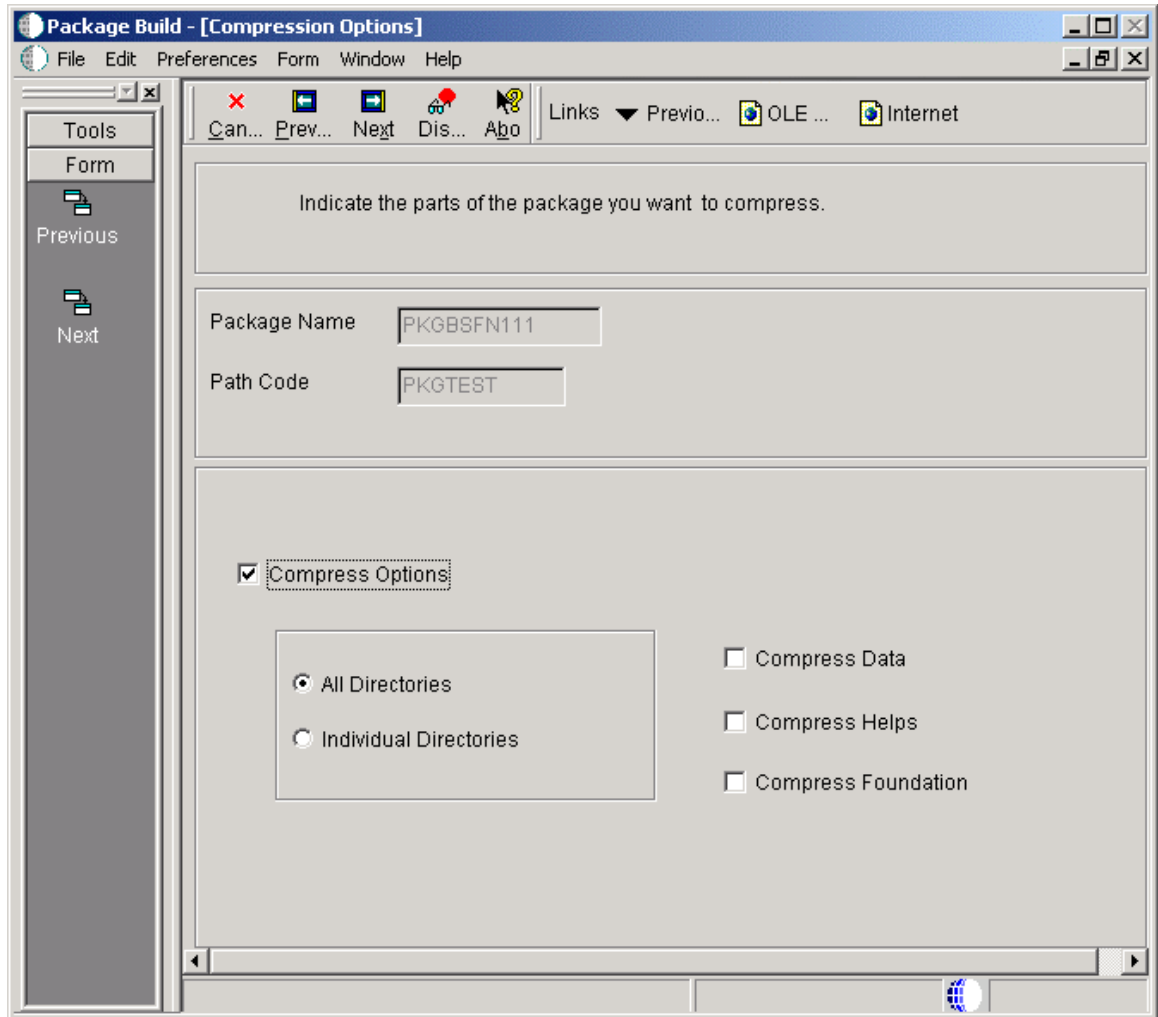 Package Build - [Compression Options]
File Edit Preferences Form Window Help
Tools
Form
Previous
Next
Can... Prev... Next Dis... Abo
Links Previo... OLE ... Internet
Indicate the parts of the package you want to compress.
Package Name PKGBSFN111
Path Code PKGTEST
Compress Options
All Directories
Individual Directories
Compress Data
Compress Helps
Compress Foundation